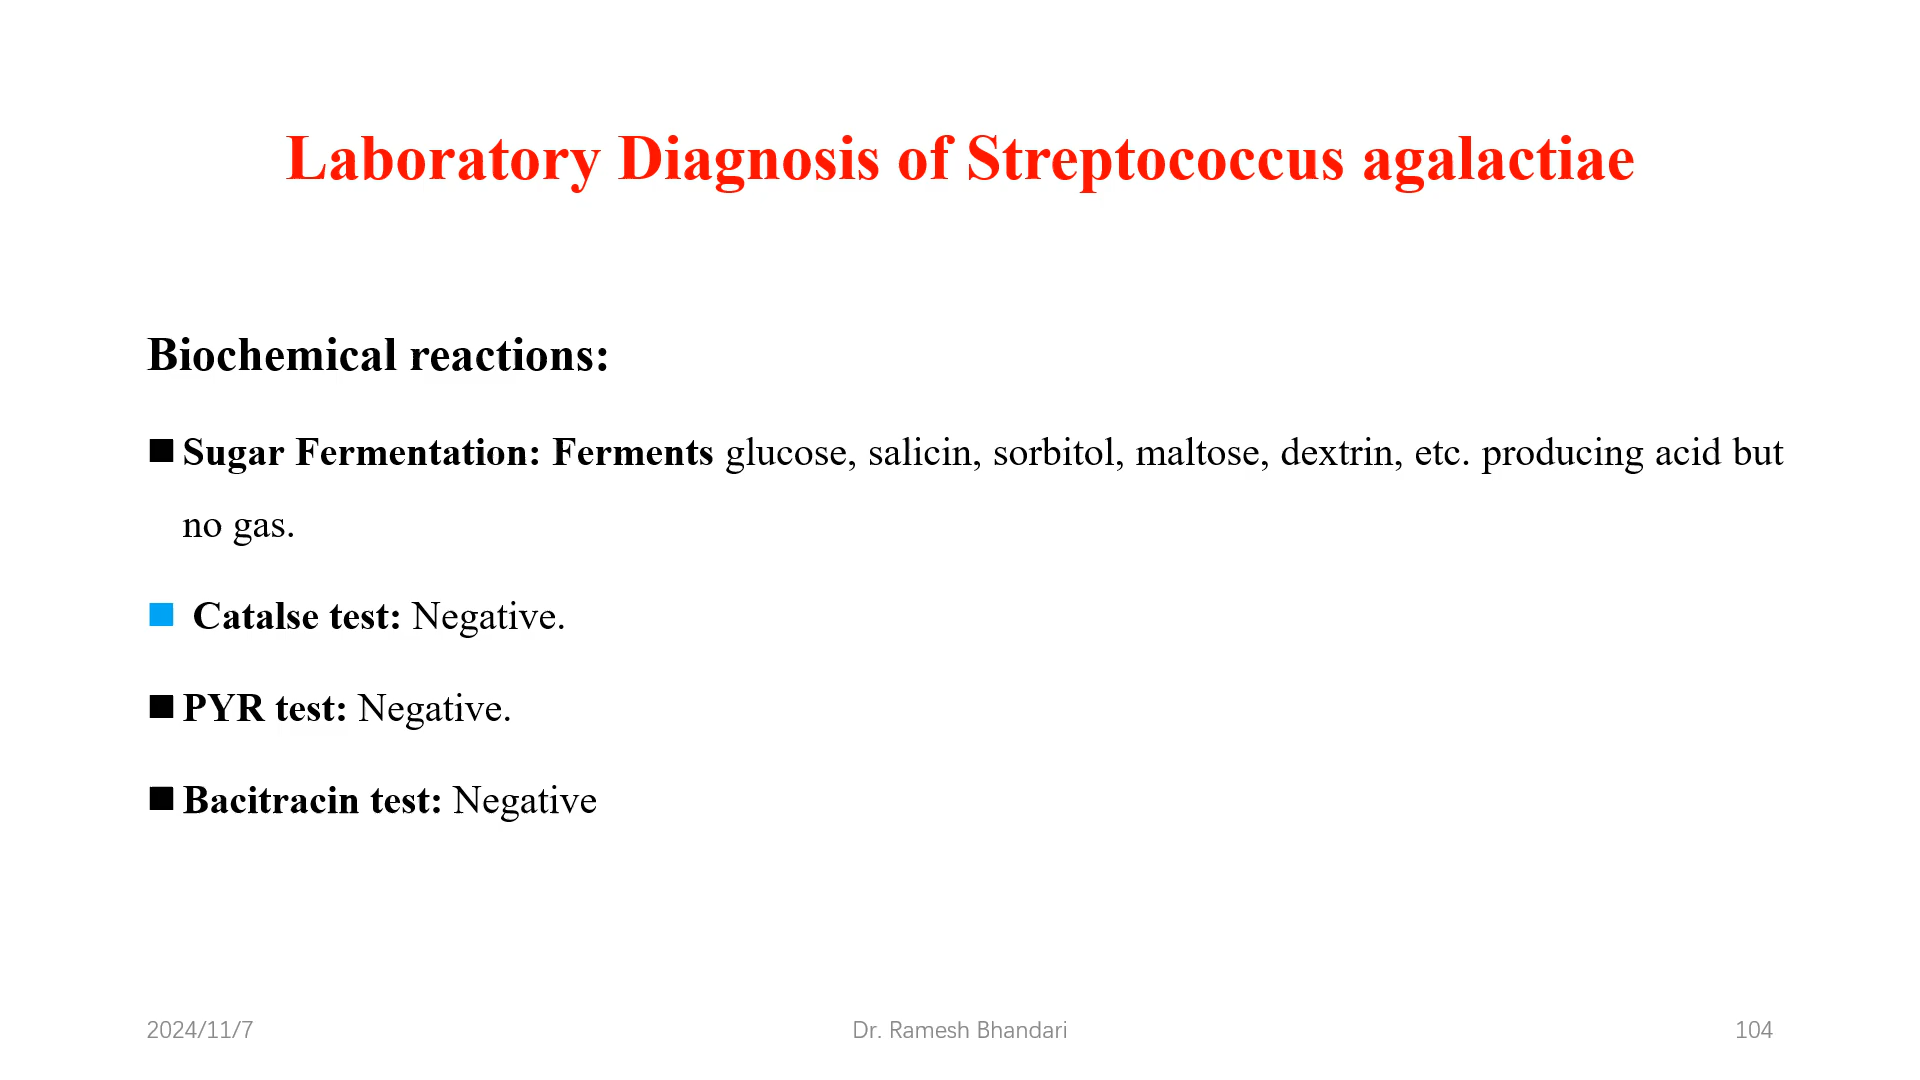 Laboratory Diagnosis of Streptococcus agalactiae
Biochemical reactions:
Sugar Fermentation: Ferments glucose, salicin, sorbitol, maltose, dextrin, etc. producing acid but
no gas.
Catalse test: Negative.
PYR test: Negative.
Bacitracin test: Negative
2024/11/7 Dr. Ramesh Bhandari 104